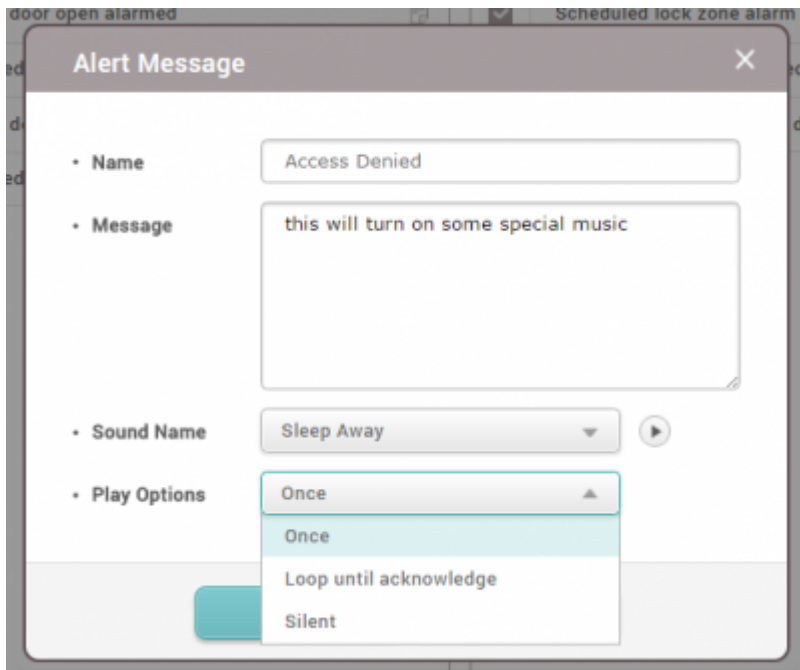 door open alarmed
Scheduled lock zone alarm
Alert Message
Name
Access Denied
Message
this will turn on some special music
Sound Name
Sleep Away
Play Options
Once
Once
Loop until acknowledge
Silent